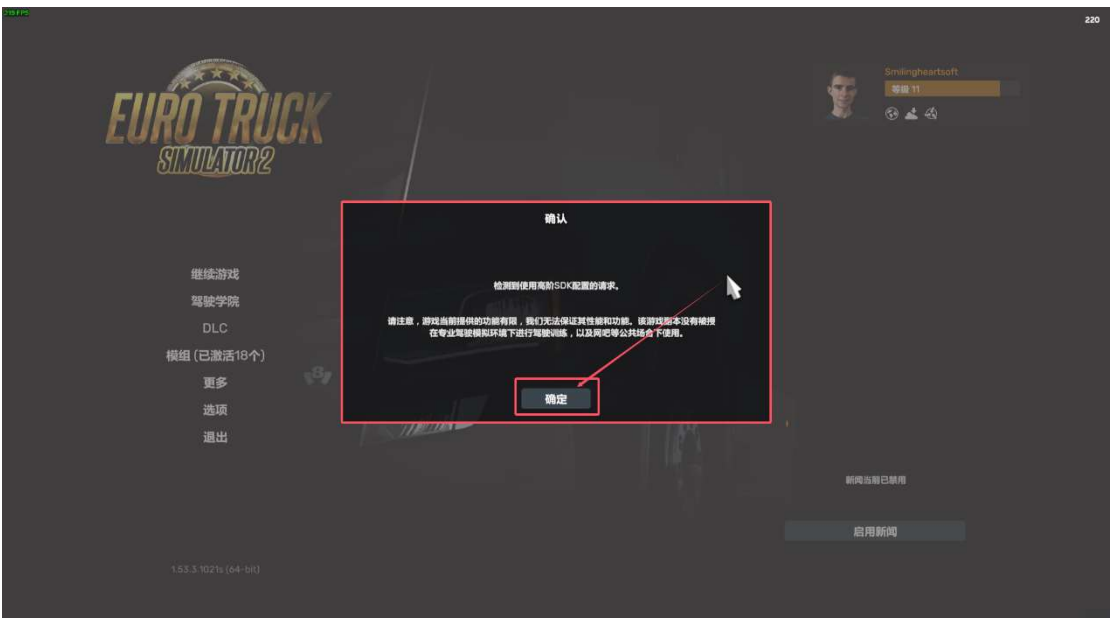 220
EURO TRUCK
SIMULATOR 2
Smilingheartsoft
等级 11
确认
检测到使用高阶SDK配置的请求。
请注意，游戏当前提供的功能有限，我们无法保证其性能和功能。该游戏副本没有被授
在专业驾驶模拟环境下进行驾驶训练，以及网吧等公共场合下使用。
确定
继续游戏
驾驶学院
DLC
模组 (已激活18个)
更多
选项
退出
新闻当前已禁用
启用新闻
1.53.3.1021s (64-bit)